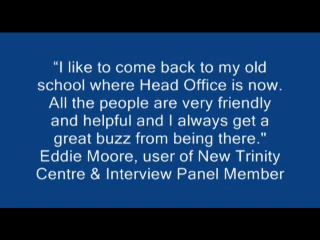 “I like to come back to my old
school where Head Office is now.
All the people are very friendly
and helpful and I always get a
great buzz from being there."
Eddie Moore, user of New Trinity
Centre & Interview Panel Member